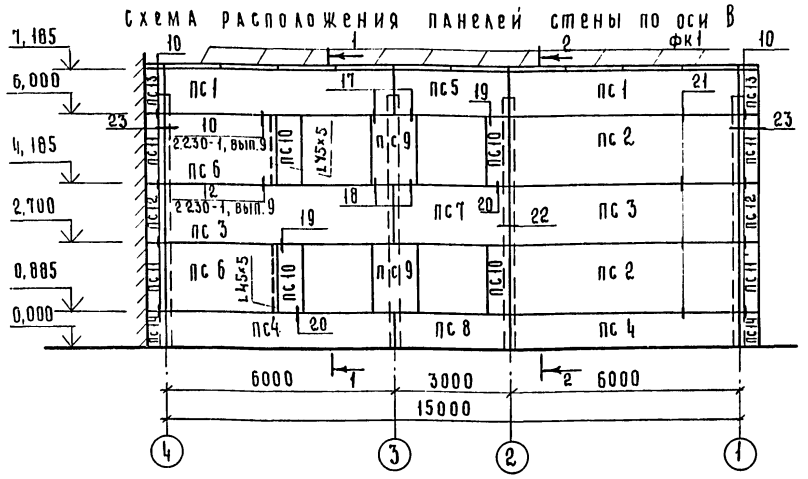 СХЕМА РАСПОЛОЖЕНИЯ ПАНЕЛЕЙ СТЕНЫ ПО ОСИ В
7,185 10 1 2 ФК1 10
6,000 ПС13 ПС1 17 ПС5 19 ПС1 21 ПС13
23 10 23
2.230-1, вып.9
4,185 ПС11 ПС6 ПС10 L45×5 ПС9 ПС10 ПС2 ПС11
12 18 20
2.230-1, вып.9
2,700 ПС12 ПС3 19 ПС7 22 ПС3 ПС12
0,885 ПС11 ПС6 L45×5 ПС10 ПС9 ПС10 ПС2 ПС11
0,000 ПС14 ПС4 20 ПС8 ПС4 ПС14
1 2
6000 3000 6000
15000
4 3 2 1